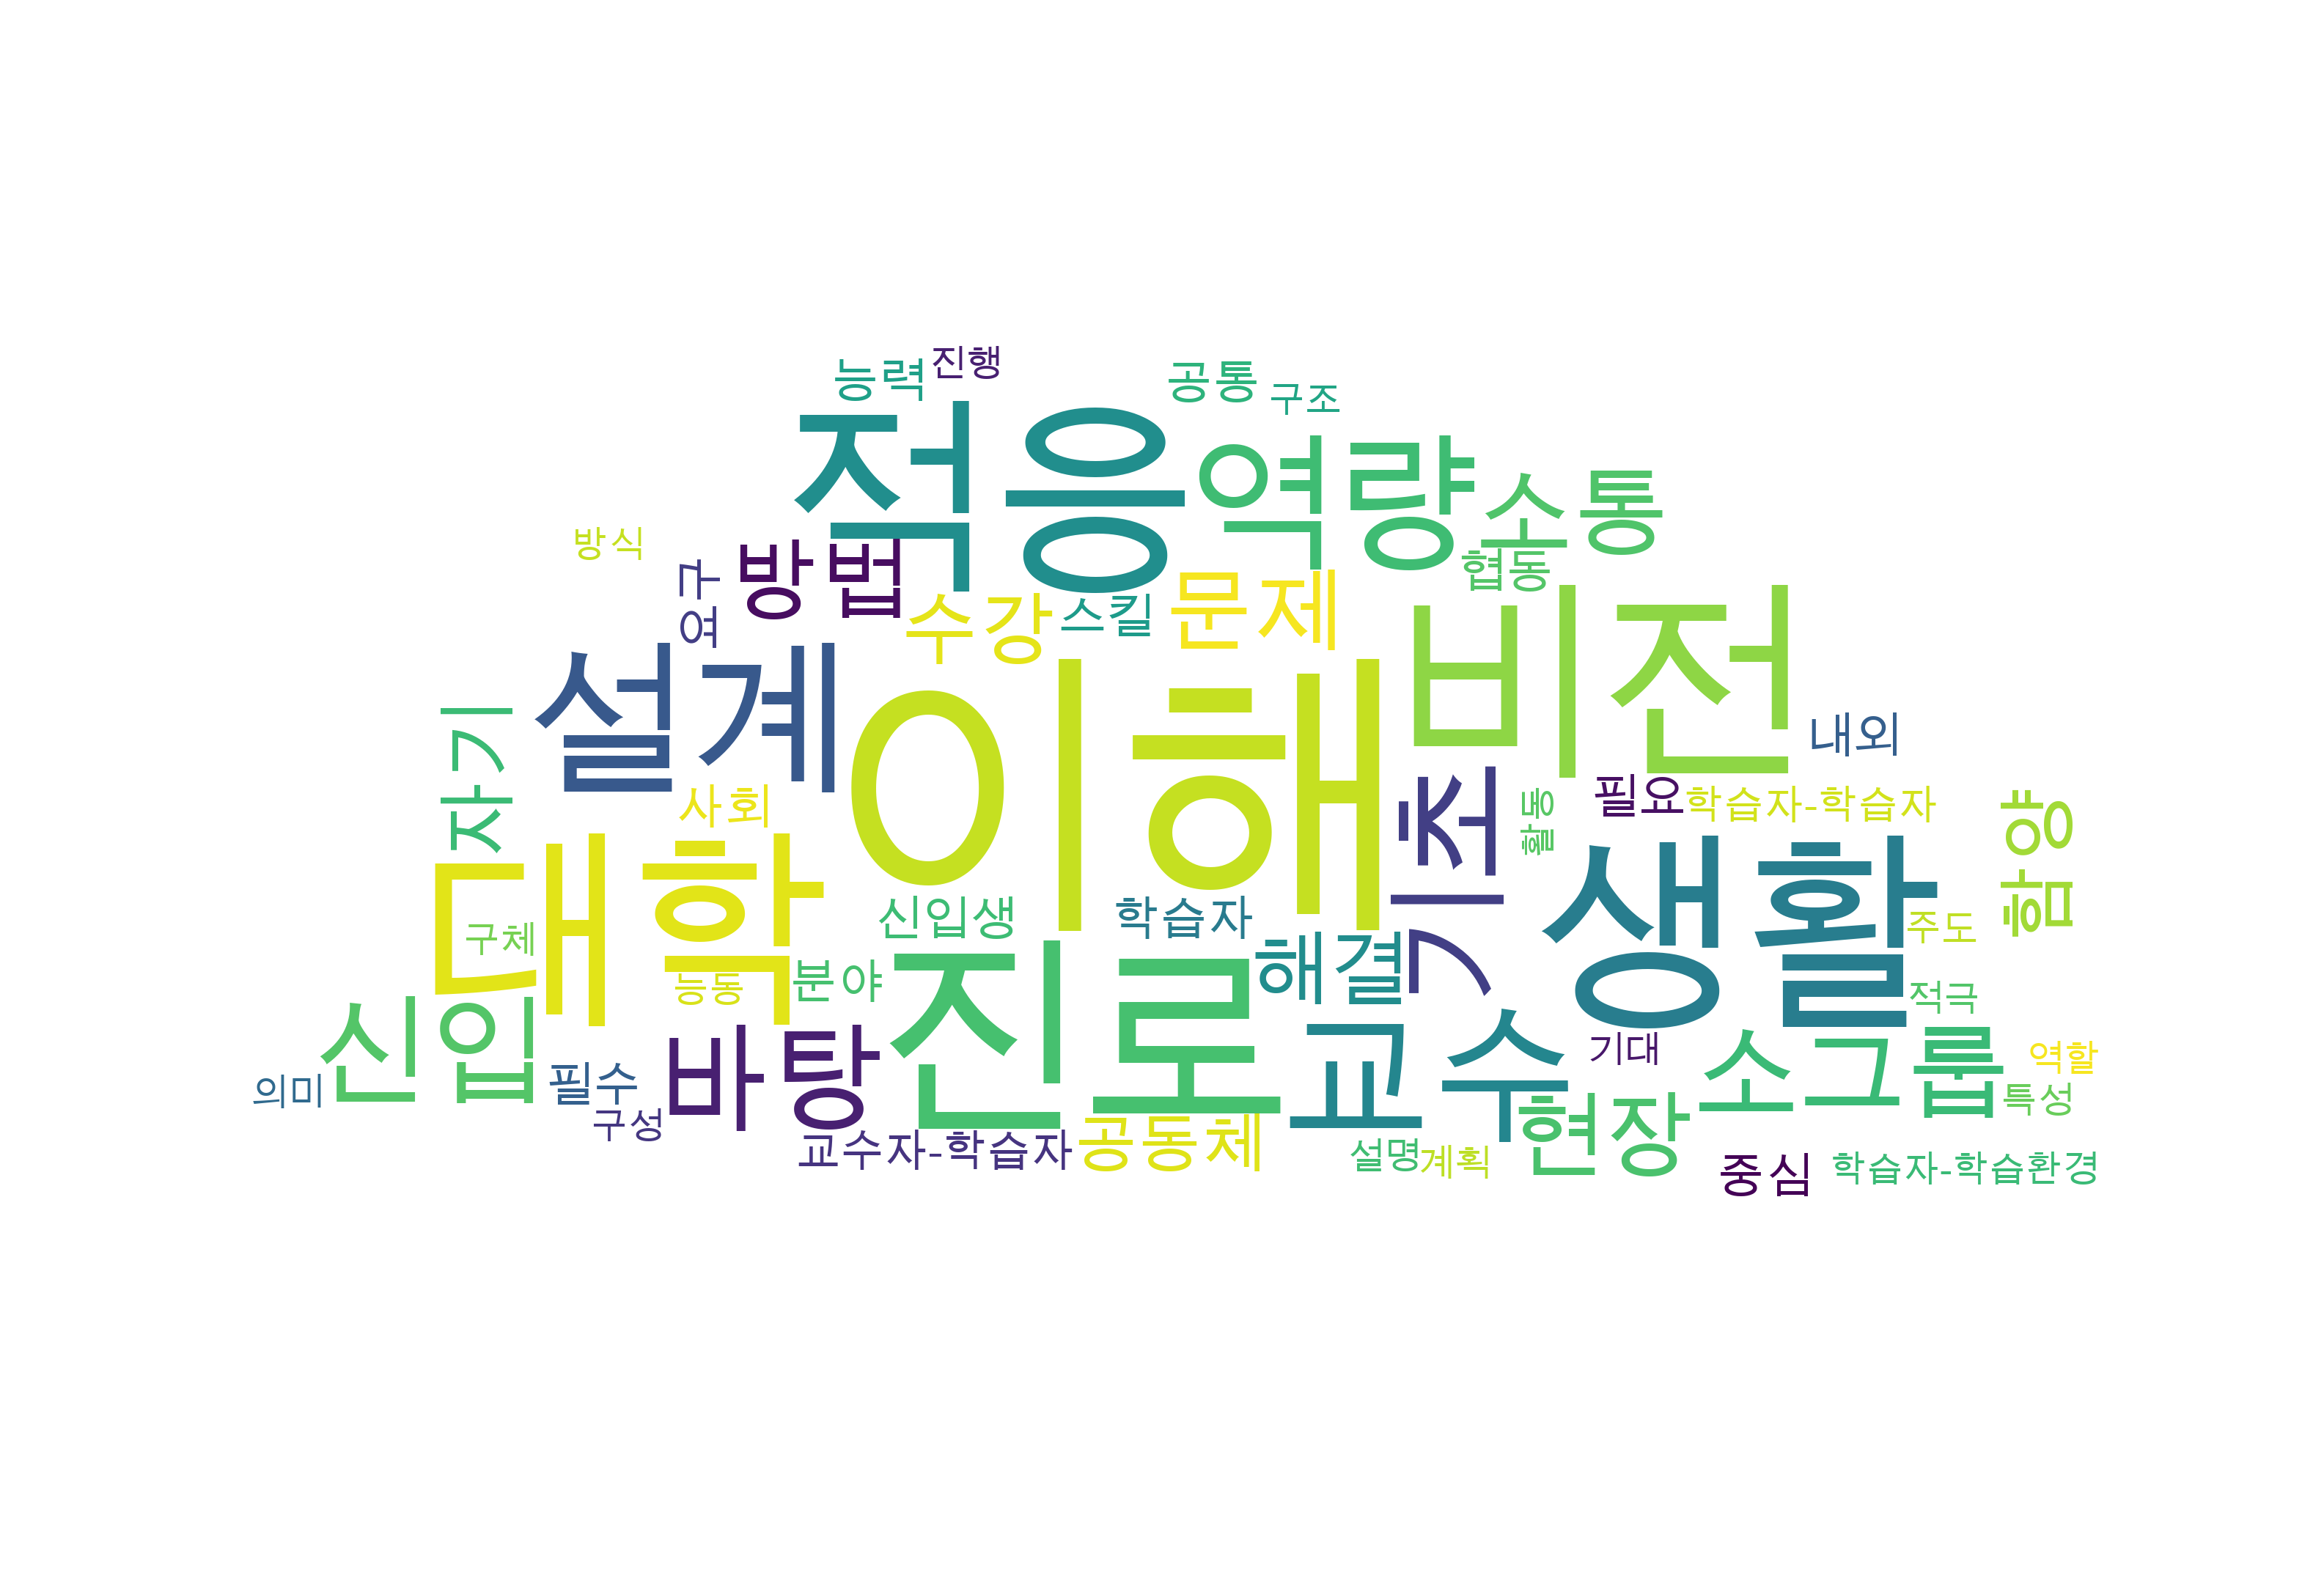 능력
진행
공통
구조
적응
역량
소통
방식
방법
협동
구여
수강
스킬
문제
비전
설계
이해
자기
내외
사회
기초
활동
필요
학습자-학습자
함양
대학
생활
구체
신입생
학습자
주도
해결
능동
분야
진로
적극
신입
바탕
교수
기대
소그룹
역할
의미
필수
특성
구성
현장
교수자-학습자
공동체
설명
계획
중심
학습자-학습환경